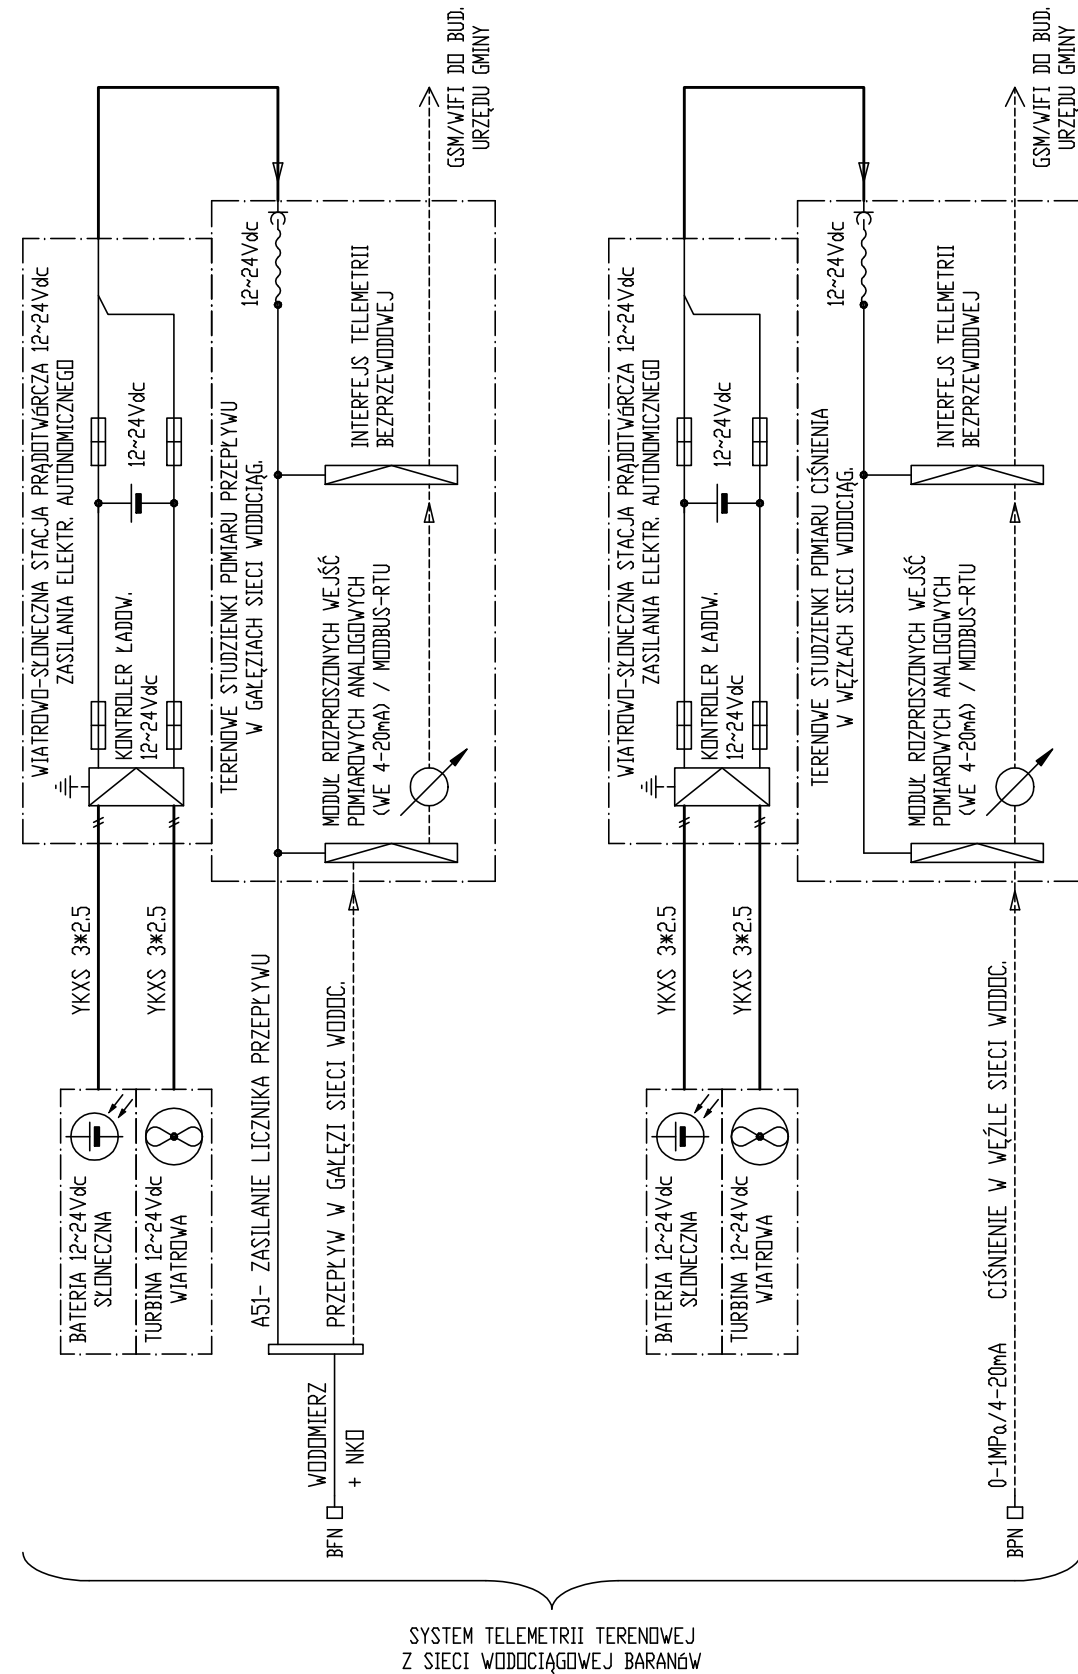 GSM/WIFI DO BUD.
URZĘDU GMINY
WIATROWO-SŁONECZNA STACJA PRĄDOTWóRCZA 12~24Vdc
ZASILANIA ELEKTR. AUTONOMICZNEGO
12~24Vdc
KONTROLER ŁADOW.
12~24Vdc
TERENOWE STUDZIENKI POMIARU PRZEPŁYWU
W GAŁĘZIACH SIECI WODOCIĄG.
12~24Vdc
INTERFEJS TELEMETRII
BEZPRZEWODOWEJ
MODUŁ ROZPROSZONYCH WEJŚĆ
POMIAROWYCH ANALOGOWYCH
(WE 4-20mA) / MODBUS-RTU
YKXS 3*2.5
YKXS 3*2.5
BATERIA 12~24Vdc
SŁONECZNA
TURBINA 12~24Vdc
WIATROWA
A51- ZASILANIE LICZNIKA PRZEPŁYWU
PRZEPŁYW W GAŁĘZI SIECI WODOC.
WODOMIERZ
+ NKO
BFN
GSM/WIFI DO BUD.
URZĘDU GMINY
WIATROWO-SŁONECZNA STACJA PRĄDOTWóRCZA 12~24Vdc
ZASILANIA ELEKTR. AUTONOMICZNEGO
12~24Vdc
KONTROLER ŁADOW.
12~24Vdc
TERENOWE STUDZIENKI POMIARU CIŚNIENIA
W WĘZŁACH SIECI WODOCIĄG.
12~24Vdc
INTERFEJS TELEMETRII
BEZPRZEWODOWEJ
MODUŁ ROZPROSZONYCH WEJŚĆ
POMIAROWYCH ANALOGOWYCH
(WE 4-20mA) / MODBUS-RTU
YKXS 3*2.5
YKXS 3*2.5
BATERIA 12~24Vdc
SŁONECZNA
TURBINA 12~24Vdc
WIATROWA
0-1MPa/4-20mA CIŚNIENIE W WĘŹLE SIECI WODOC.
BPN
SYSTEM TELEMETRII TERENOWEJ
Z SIECI WODOCIĄGOWEJ BARANóW